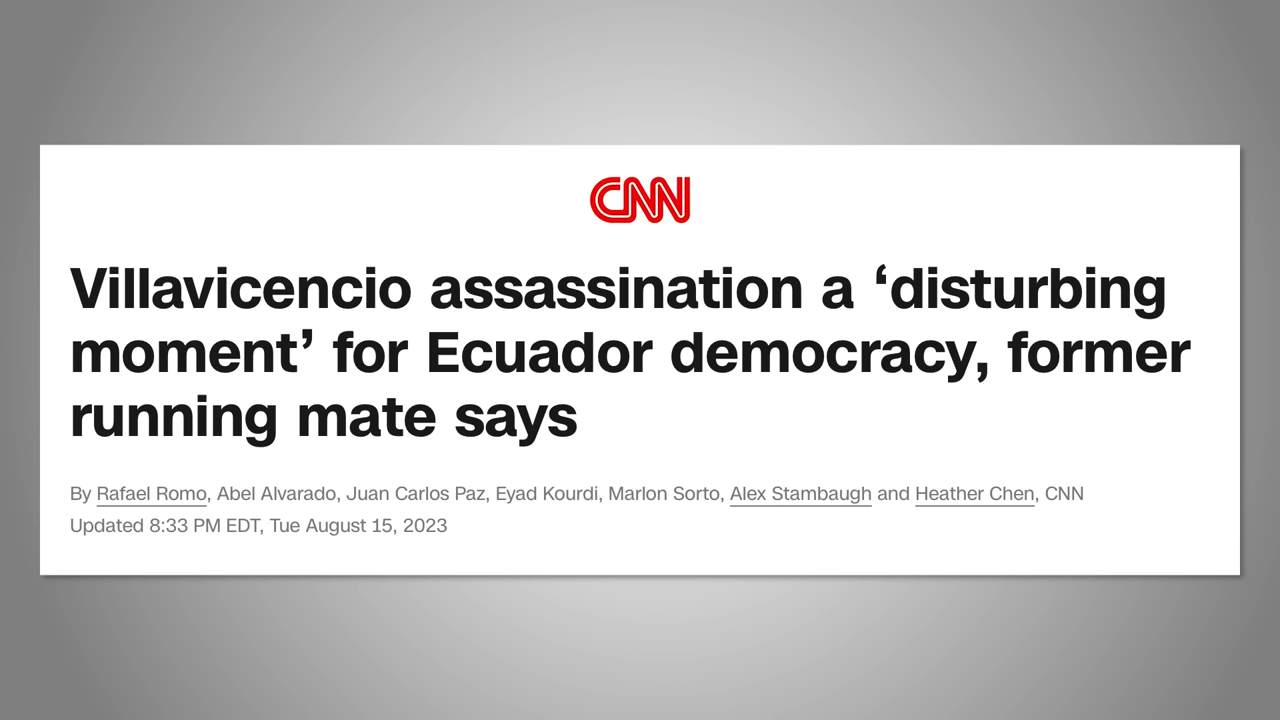 CNN
Villavicencio assassination a ‘disturbing
moment’ for Ecuador democracy, former
running mate says
By Rafael Romo, Abel Alvarado, Juan Carlos Paz, Eyad Kourdi, Marlon Sorto, Alex Stambaugh and Heather Chen, CNN
Updated 8:33 PM EDT, Tue August 15, 2023